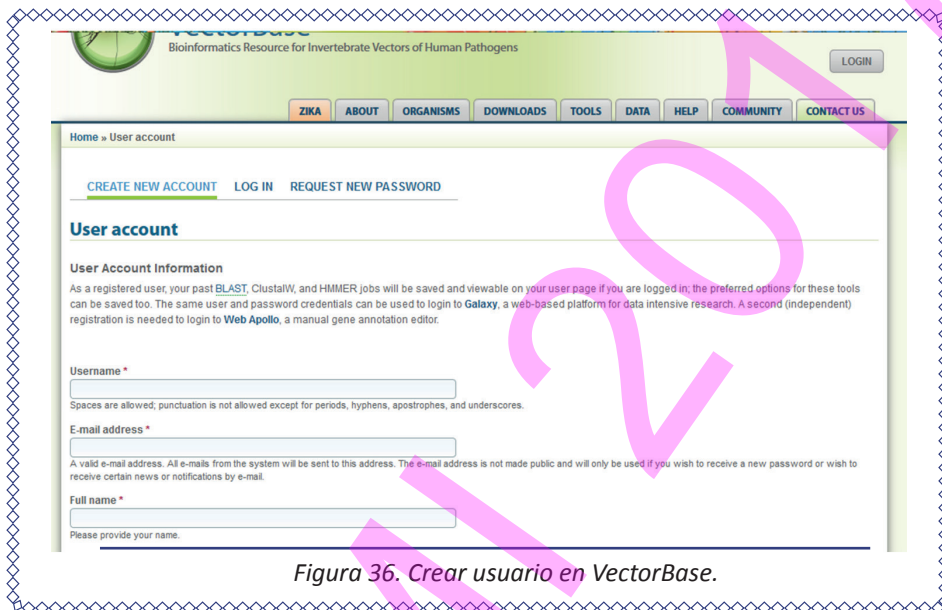 VectorBase
Bioinformatics Resource for Invertebrate Vectors of Human Pathogens
LOGIN
ZIKA ABOUT ORGANISMS DOWNLOADS TOOLS DATA HELP COMMUNITY CONTACT US
Home » User account
CREATE NEW ACCOUNT LOG IN REQUEST NEW PASSWORD
User account
User Account Information
As a registered user, your past BLAST, ClustalW, and HMMER jobs will be saved and viewable on your user page if you are logged in; the preferred options for these tools
can be saved too. The same user and password credentials can be used to login to Galaxy, a web-based platform for data intensive research. A second (independent)
registration is needed to login to Web Apollo, a manual gene annotation editor.
Username *
Spaces are allowed; punctuation is not allowed except for periods, hyphens, apostrophes, and underscores.
E-mail address *
A valid e-mail address. All e-mails from the system will be sent to this address. The e-mail address is not made public and will only be used if you wish to receive a new password or wish to
receive certain news or notifications by e-mail.
Full name *
Please provide your name.
Figura 36. Crear usuario en VectorBase.